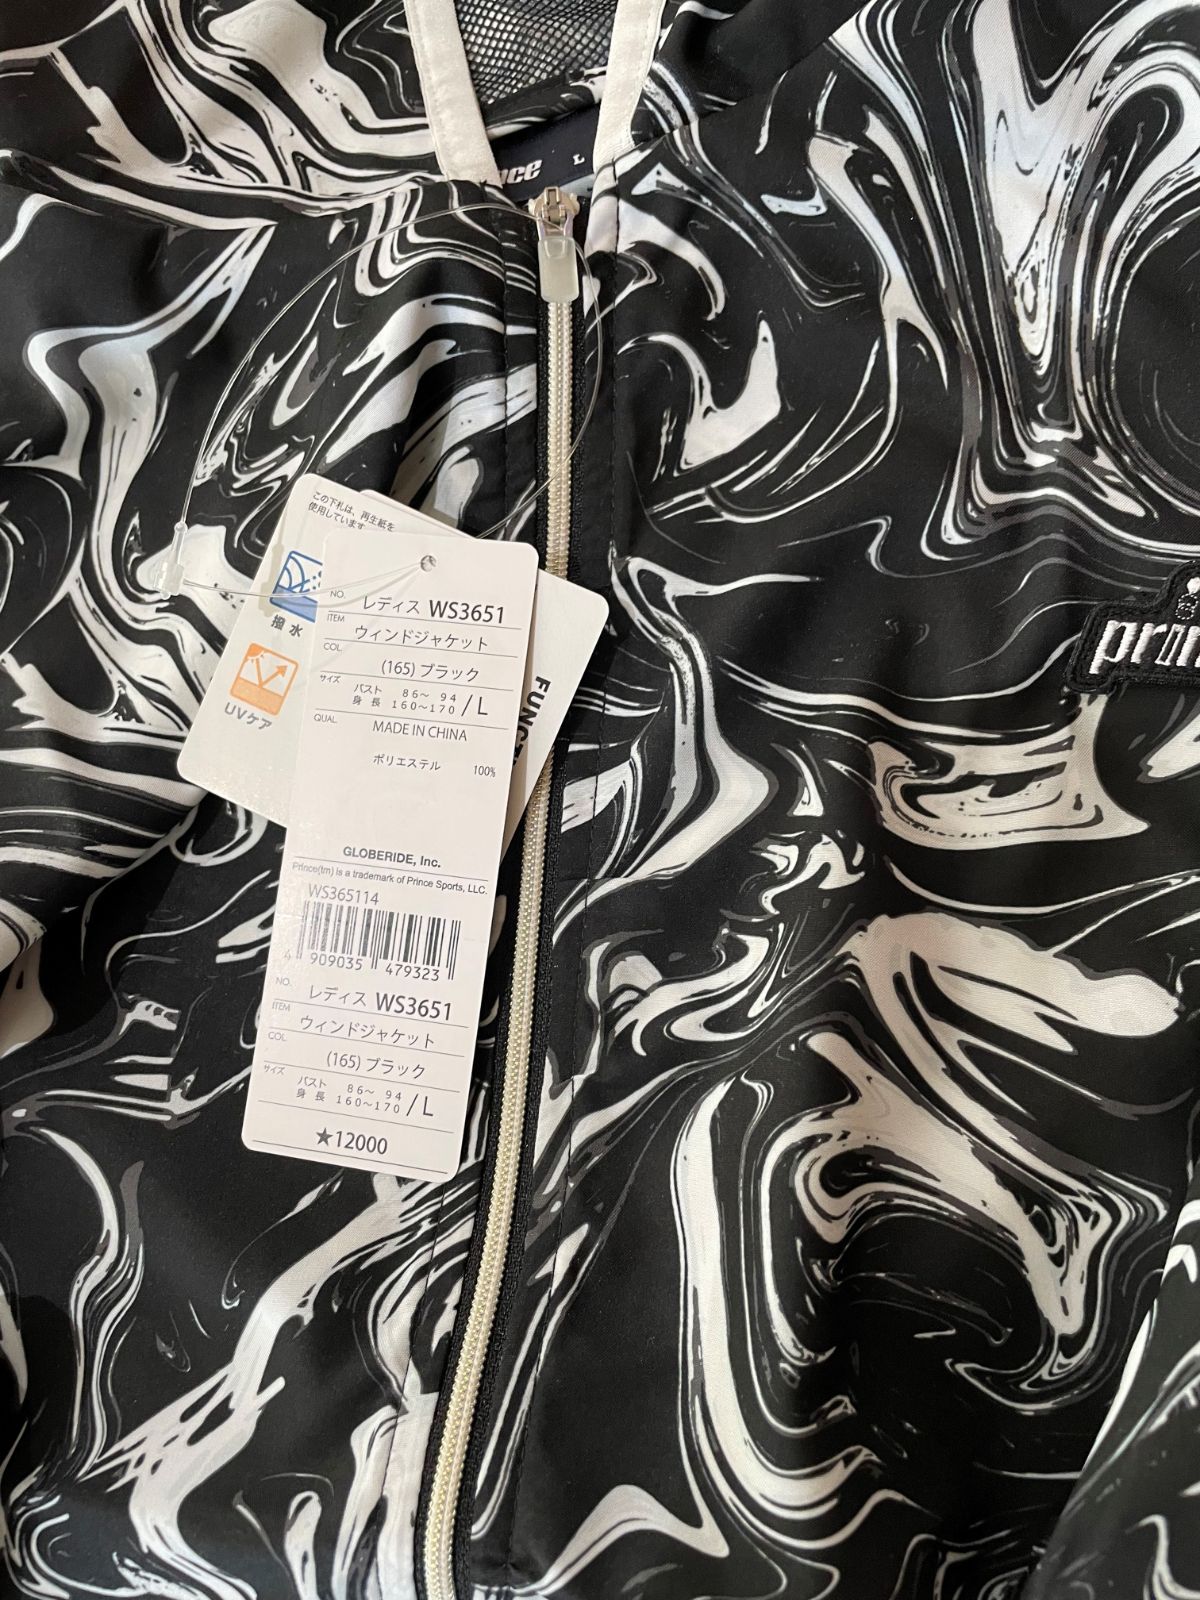 nce L
この下札は、再生紙を
使用しています
撥水
UVケア
FUNCT
NO. レディス WS3651
ITEM ウィンドジャケット
COL (165) ブラック
サイズ バスト 86～ 94
身長 160～170 /L
QUAL MADE IN CHINA
ポリエステル 100%
GLOBERIDE, Inc.
Prince(tm) is a trademark of Prince Sports, LLC.
WS365114
4 909035 479323
NO. レディス WS3651
ITEM ウィンドジャケット
COL (165) ブラック
サイズ バスト 86～ 94
身長 160～170 /L
★12000
prin